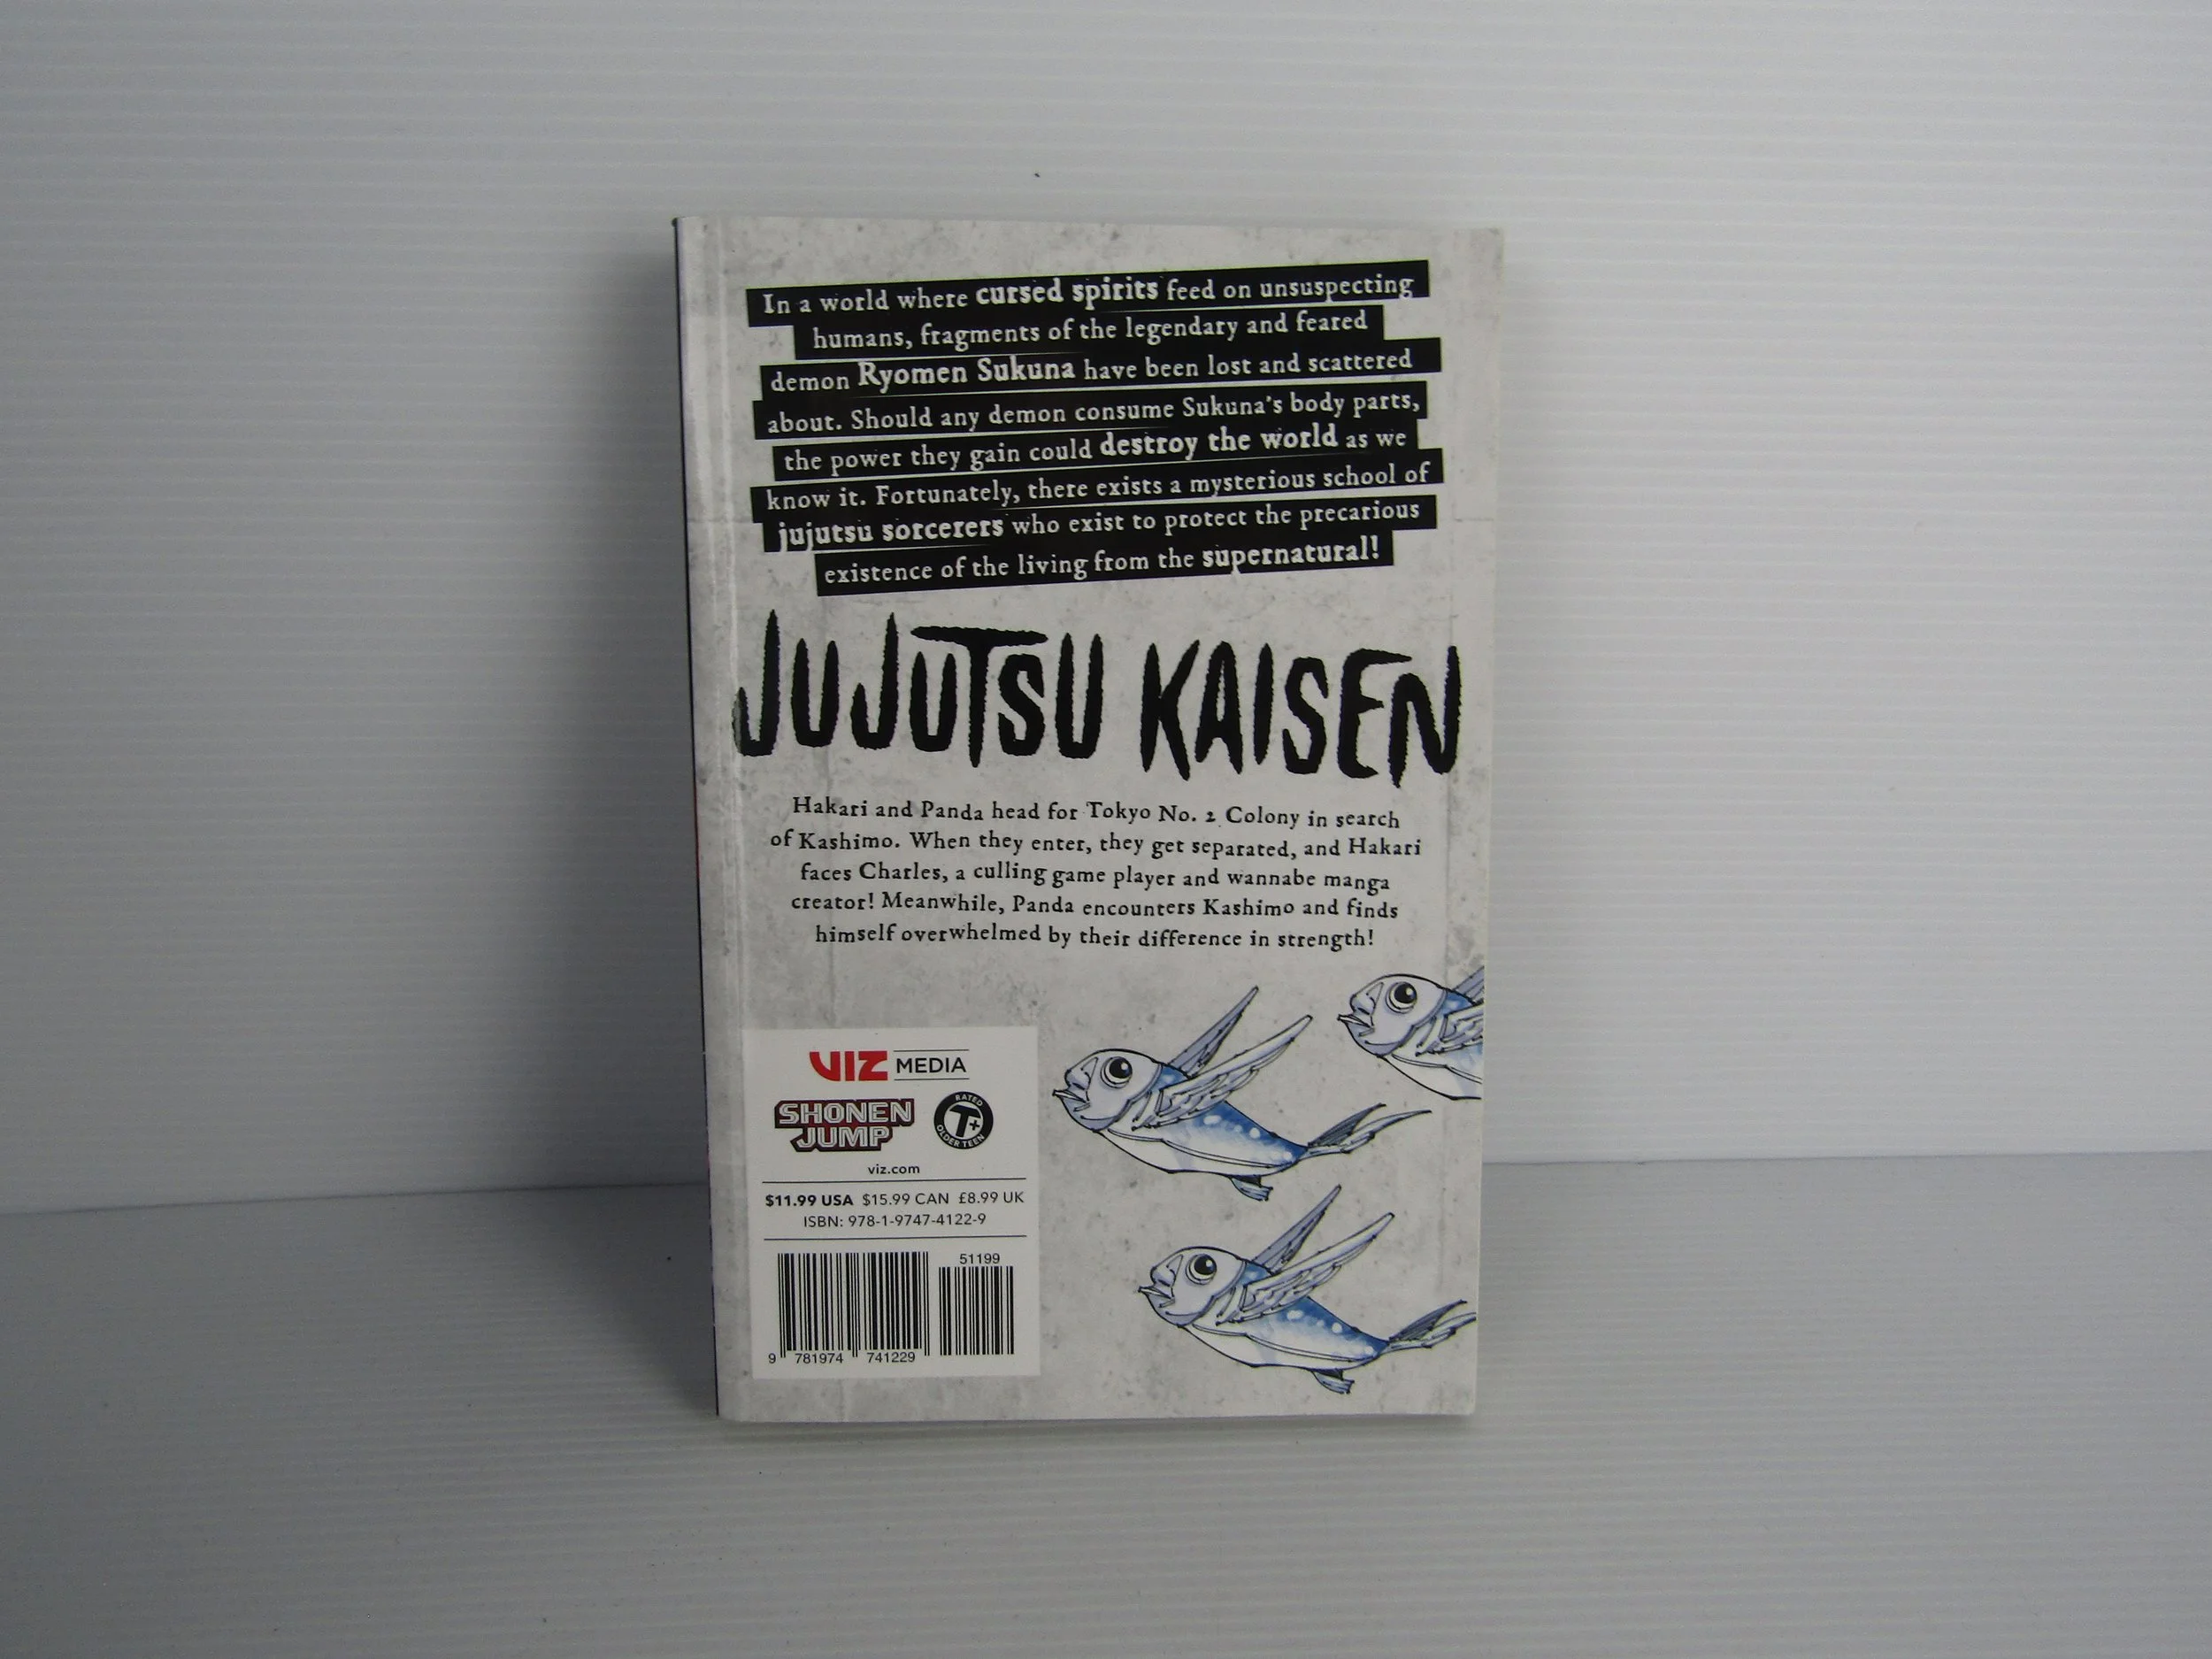 In a world where cursed spirits feed on unsuspecting
humans, fragments of the legendary and feared
demon Ryomen Sukuna have been lost and scattered
about. Should any demon consume Sukuna's body parts,
the power they gain could destroy the world as we
know it. Fortunately, there exists a mysterious school of
jujutsu sorcerers who exist to protect the precarious
existence of the living from the supernatural!
JUJUTSU KAISEN
Hakari and Panda head for Tokyo No. 2 Colony in search
of Kashimo. When they enter, they get separated, and Hakari
faces Charles, a culling game player and wannabe manga
creator! Meanwhile, Panda encounters Kashimo and finds
himself overwhelmed by their difference in strength!
VIZ MEDIA
SHONEN
JUMP
RATED
T+
OLDER TEEN
viz.com
$11.99 USA $15.99 CAN £8.99 UK
ISBN: 978-1-9747-4122-9
51199
9 781974 741229